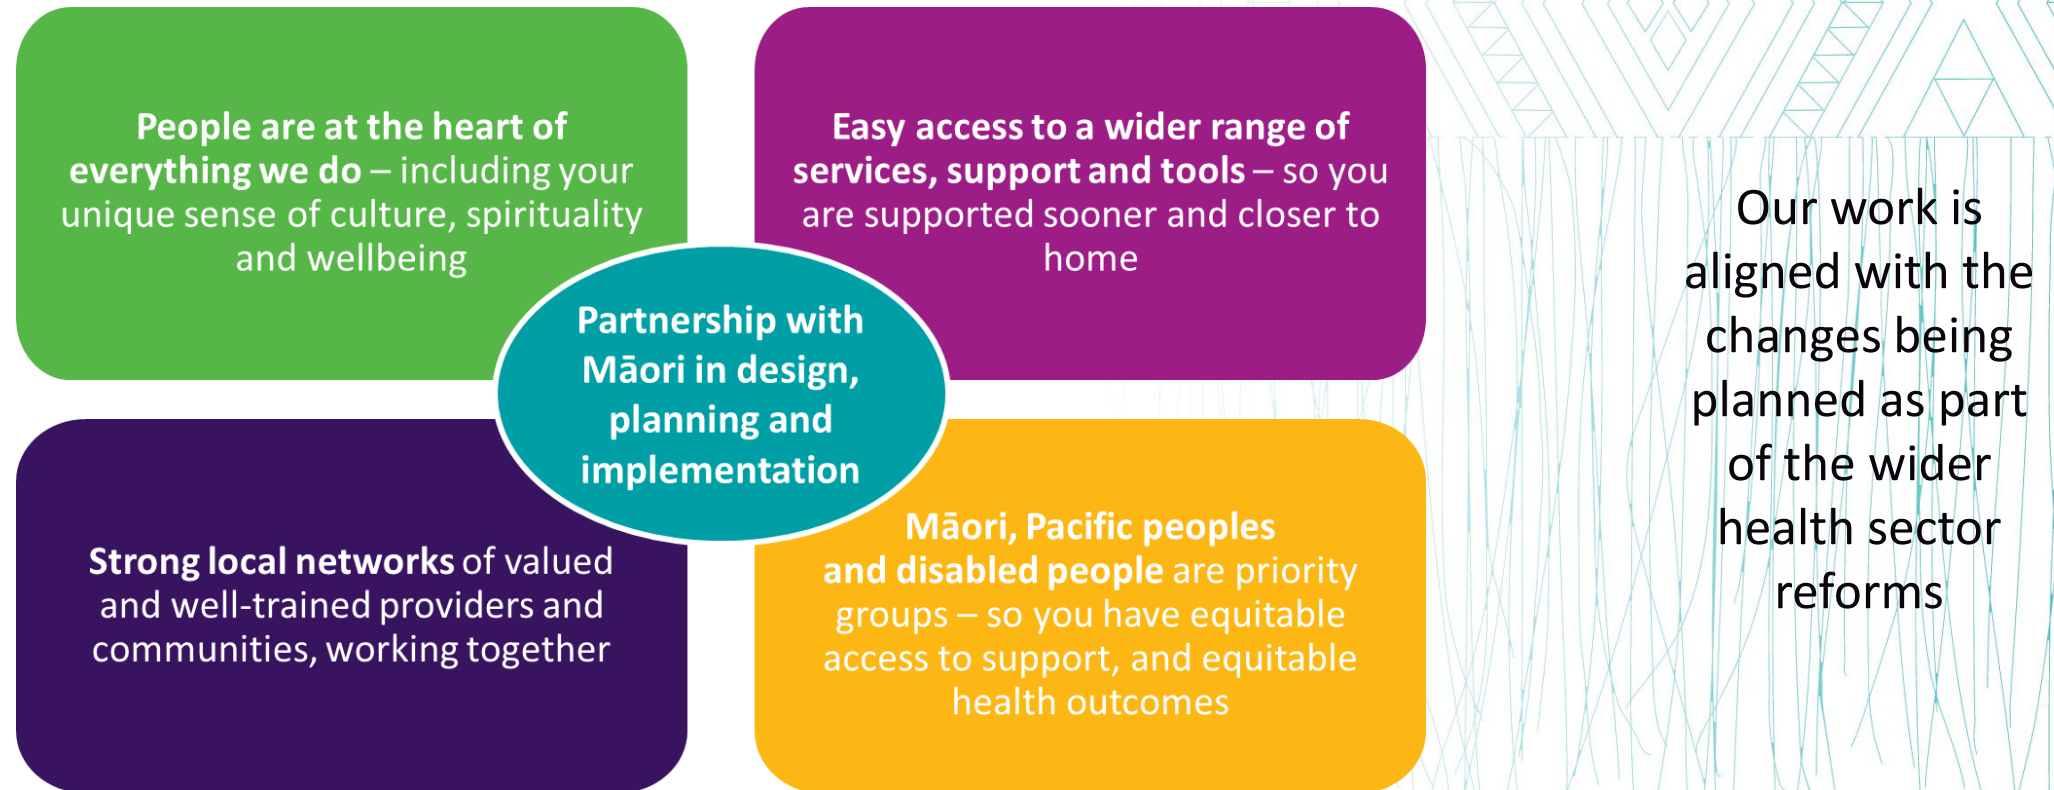 People are at the heart of
everything we do – including your
unique sense of culture, spirituality
and wellbeing
Easy access to a wider range of
services, support and tools – so you
are supported sooner and closer to
home
Partnership with
Māori in design,
planning and
implementation
Strong local networks of valued
and well-trained providers and
communities, working together
Māori, Pacific peoples
and disabled people are priority
groups – so you have equitable
access to support, and equitable
health outcomes
Our work is
aligned with the
changes being
planned as part
of the wider
health sector
reforms